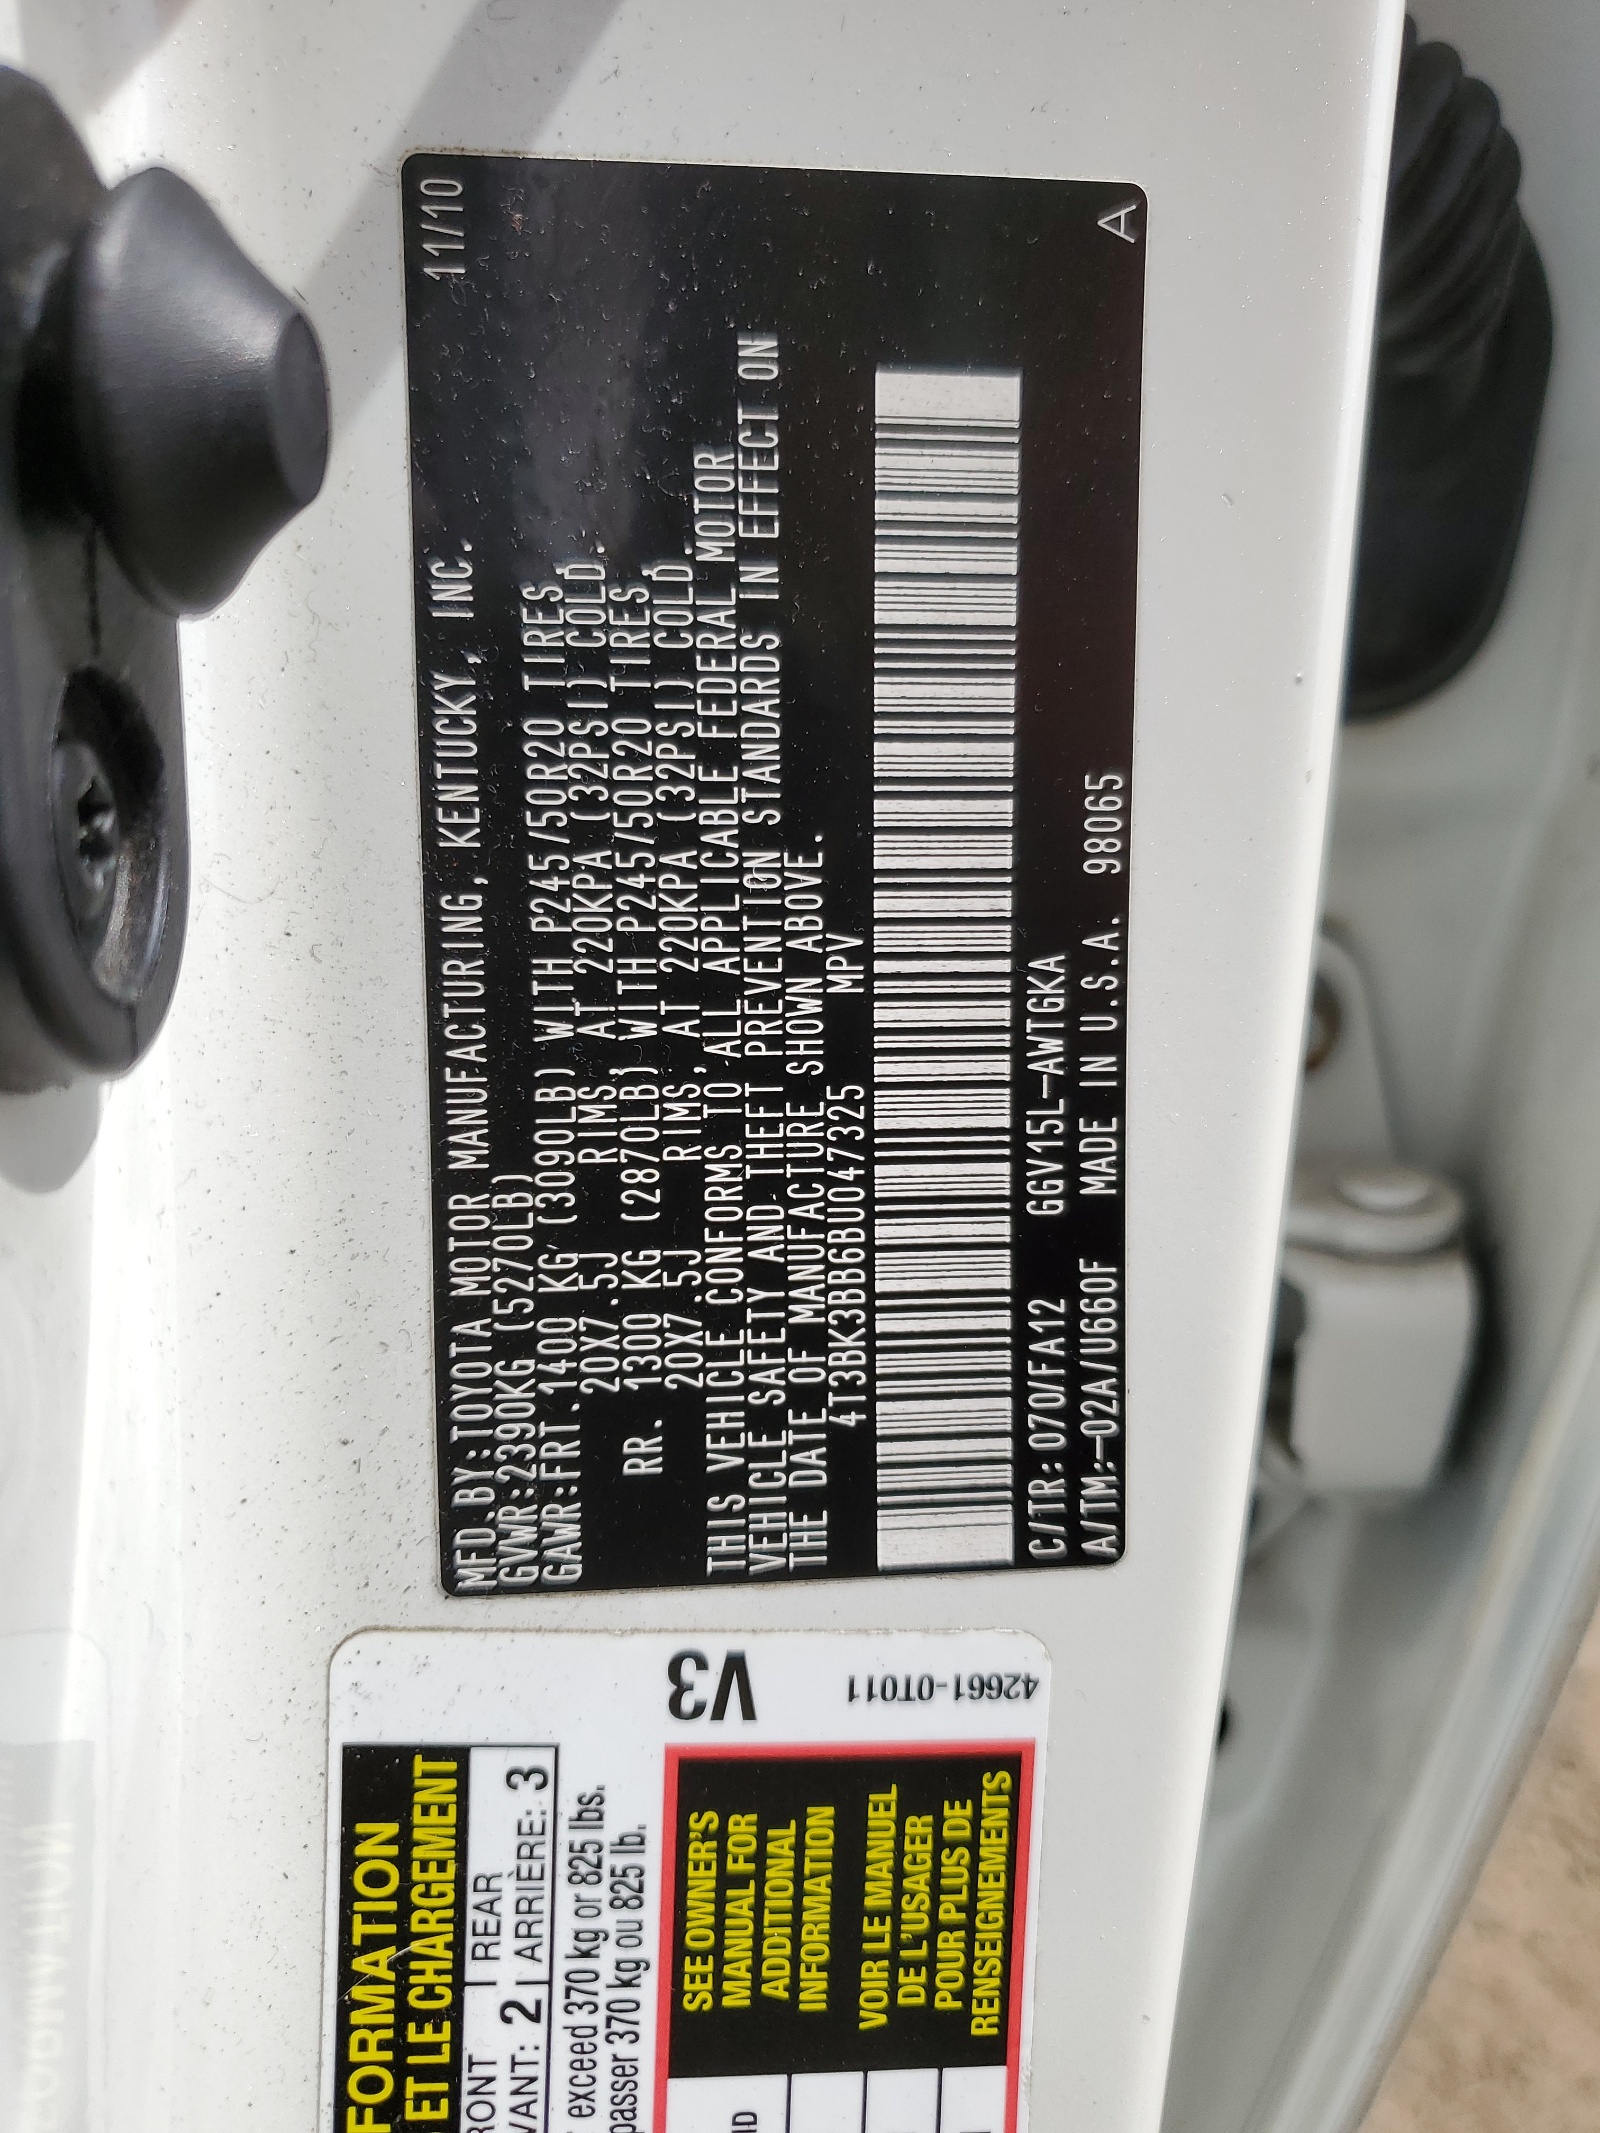 MFD.BY:TOYOTA MOTOR MANUFACTURING, KENTUCKY, INC. 11/10
GVWR:2390KG (5270LB)
GAWR:FRT.1400 KG (3090LB) WITH P245/50R20 TIRES
20X7.5J RIMS, AT 220KPA (32PSI) COLD.
RR. 1300 KG (2870LB) WITH P245/50R20 TIRES
20X7.5J RIMS, AT 220KPA (32PSI) COLD.
THIS VEHICLE CONFORMS TO ALL APPLICABLE FEDERAL MOTOR
VEHICLE SAFETY AND THEFT PREVENTION STANDARDS IN EFFECT ON
THE DATE OF MANUFACTURE SHOWN ABOVE.
4T3BK3BB6BU047325 MPV
C/TR:070/FA12 GGV15L-AWTGKA
A/TM:-02A/U660F MADE IN U.S.A. 98065 A
FORMATION
ET LE CHARGEMENT
2 REAR
ARRIÈRE: 3
exceed 370 kg or 825 lbs.
passer 370 kg ou 825 lb.
V3
42661-0T011
SEE OWNER'S
MANUAL FOR
ADDITIONAL
INFORMATION
VOIR LE MANUEL
DE L'USAGER
POUR PLUS DE
RENSEIGNEMENTS